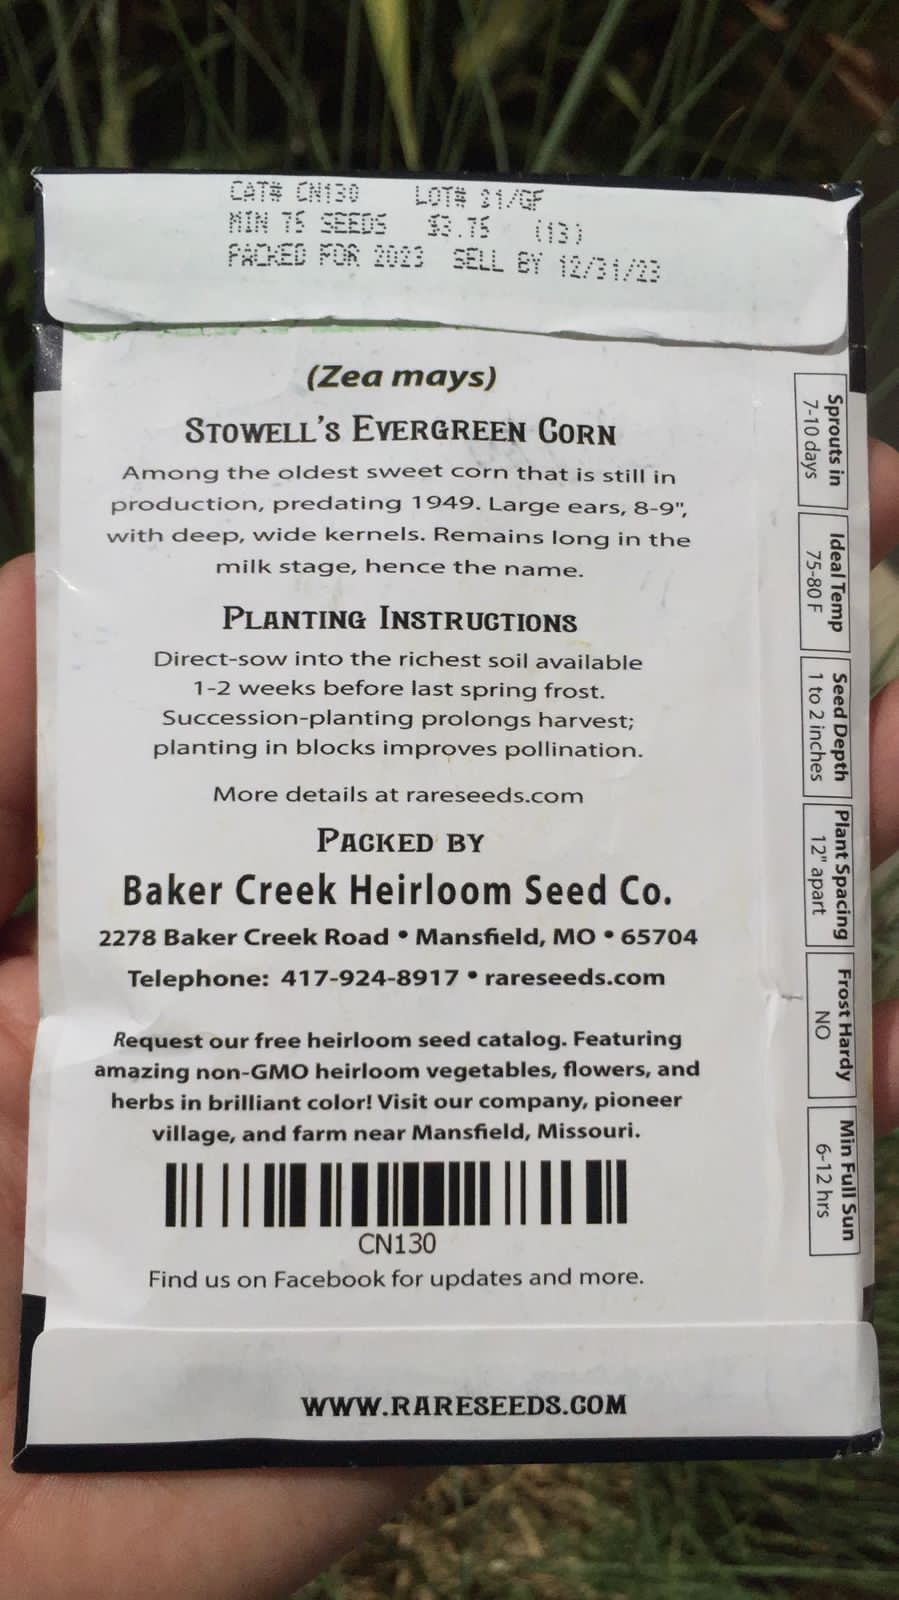 CAT# CN130 LOT# 21/GF
MIN 75 SEEDS $3.75 (13)
PACKED FOR 2023 SELL BY 12/31/23
(Zea mays)
STOWELL'S EVERGREEN CORN
Among the oldest sweet corn that is still in
production, predating 1949. Large ears, 8-9",
with deep, wide kernels. Remains long in the
milk stage, hence the name.
PLANTING INSTRUCTIONS
Direct-sow into the richest soil available
1-2 weeks before last spring frost.
Succession-planting prolongs harvest;
planting in blocks improves pollination.
More details at rareseeds.com
PACKED BY
Baker Creek Heirloom Seed Co.
2278 Baker Creek Road • Mansfield, MO • 65704
Telephone: 417-924-8917 • rareseeds.com
Request our free heirloom seed catalog. Featuring
amazing non-GMO heirloom vegetables, flowers, and
herbs in brilliant color! Visit our company, pioneer
village, and farm near Mansfield, Missouri.
CN130
Find us on Facebook for updates and more.
WWW.RARESEEDS.COM
Sprouts in
7-10 days
Ideal Temp
75-80 F
Seed Depth
1 to 2 inches
Plant Spacing
12" apart
Frost Hardy
NO
Min Full Sun
6-12 hrs